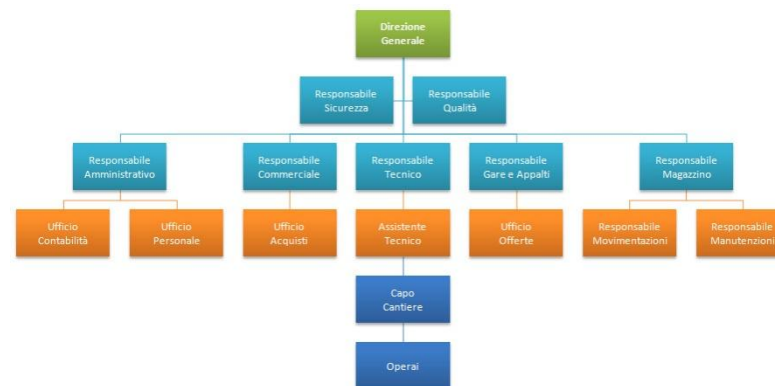 Direzione
Generale
Responsabile
Sicurezza
Responsabile
Qualità
Responsabile
Amministrativo
Responsabile
Commerciale
Responsabile
Tecnico
Responsabile
Gare e Appalti
Responsabile
Magazzino
Ufficio
Contabilità
Ufficio
Personale
Ufficio
Acquisti
Assistente
Tecnico
Ufficio
Offerte
Responsabile
Movimentazioni
Responsabile
Manutenzioni
Capo
Cantiere
Operai